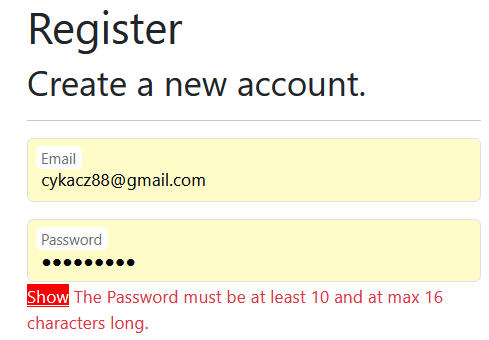 Register
Create a new account.
Email
cykacz88@gmail.com
Password
●●●●●●●●●
Show The Password must be at least 10 and at max 16
characters long.